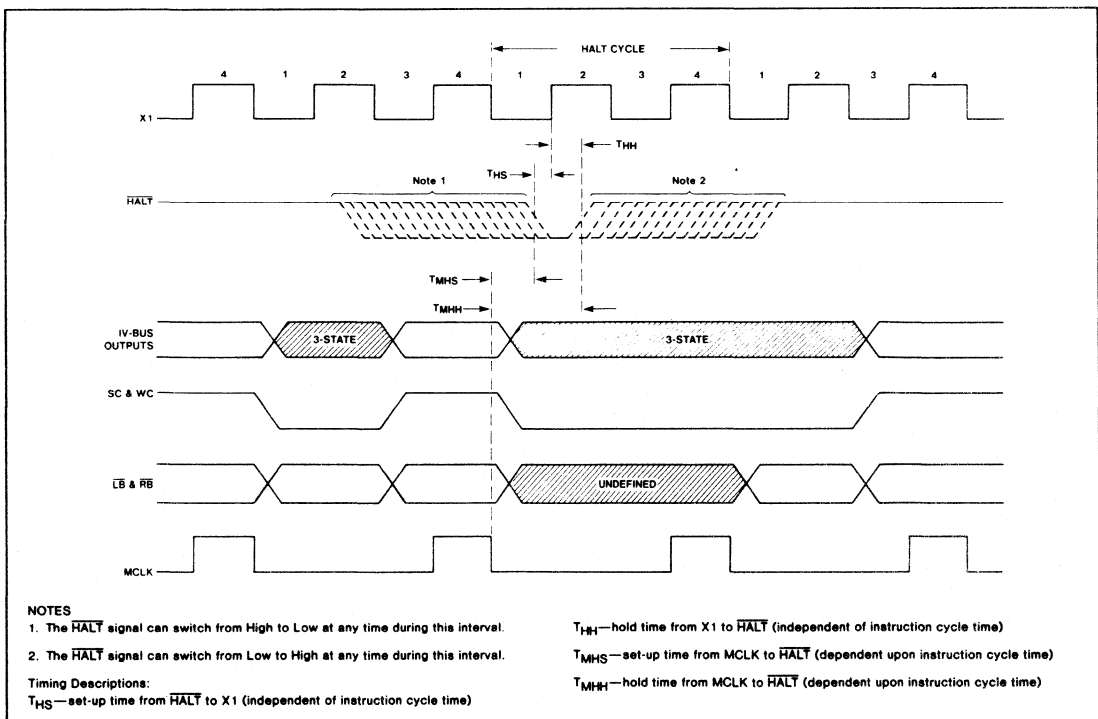 HALT CYCLE
4 1 2 3 4 1 2 3 4 1 2 3 4
X1
THH
THS
Note 1
Note 2
HALT
TMHS
TMHH
IV-BUS
OUTPUTS
3-STATE
3-STATE
SC & WC
LB & RB
UNDEFINED
MCLK
NOTES
1. The HALT signal can switch from High to Low at any time during this interval.
2. The HALT signal can switch from Low to High at any time during this interval.
Timing Descriptions:
THS—set-up time from HALT to X1 (independent of instruction cycle time)
THH—hold time from X1 to HALT (independent of instruction cycle time)
TMHS—set-up time from MCLK to HALT (dependent upon instruction cycle time)
TMHH—hold time from MCLK to HALT (dependent upon instruction cycle time)